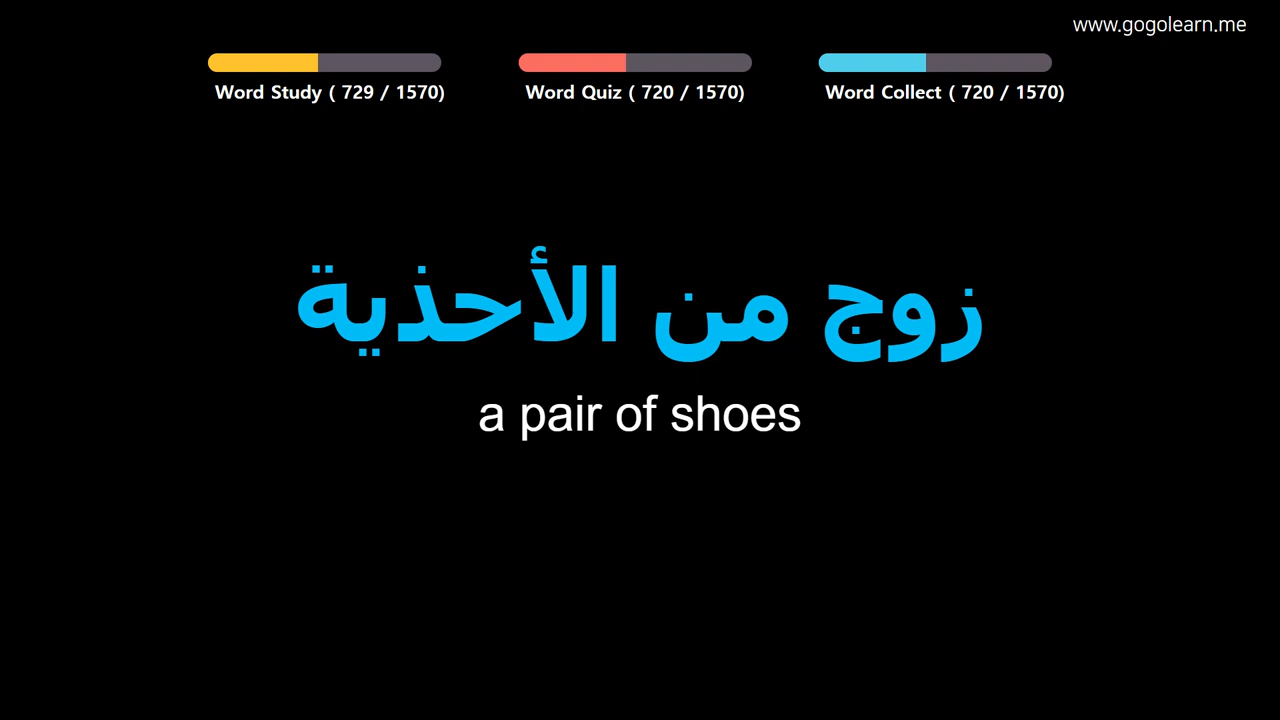 www.gogolearn.me
Word Study ( 729 / 1570)
Word Quiz ( 720 / 1570)
Word Collect ( 720 / 1570)
زوج من الأحذية
a pair of shoes